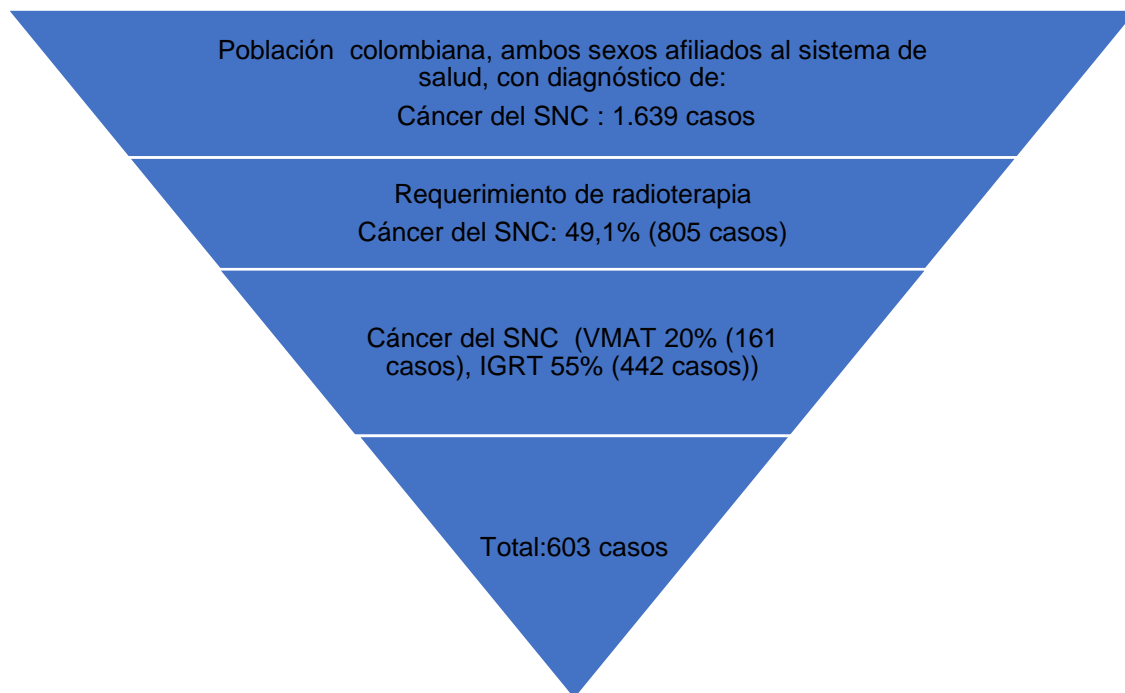 Población  colombiana, ambos sexos afiliados al sistema de
salud, con diagnóstico de:
Cáncer del SNC : 1.639 casos
Requerimiento de radioterapia
Cáncer del SNC: 49,1% (805 casos)
Cáncer del SNC  (VMAT 20% (161
casos), IGRT 55% (442 casos))
Total:603 casos